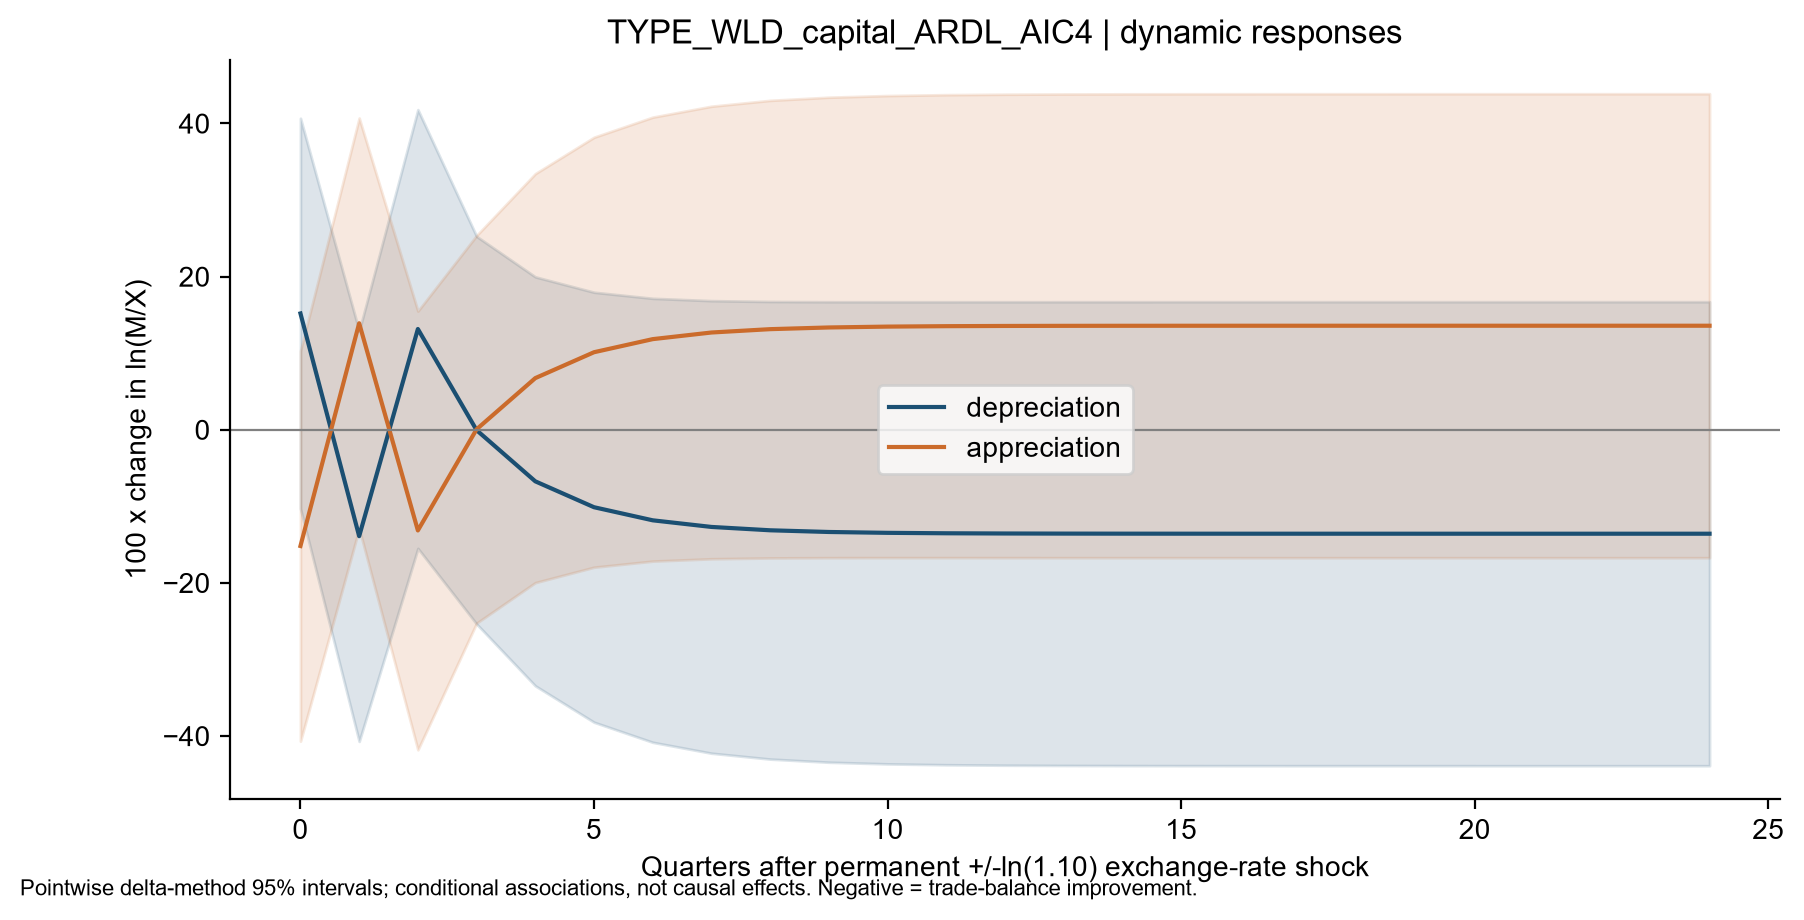 TYPE_WLD_capital_ARDL_AIC4 | dynamic responses
100 x change in ln(M/X)
40
20
0
−20
−40
depreciation
appreciation
0 5 10 15 20 25
Quarters after permanent +/-ln(1.10) exchange-rate shock
Pointwise delta-method 95% intervals; conditional associations, not causal effects. Negative = trade-balance improvement.